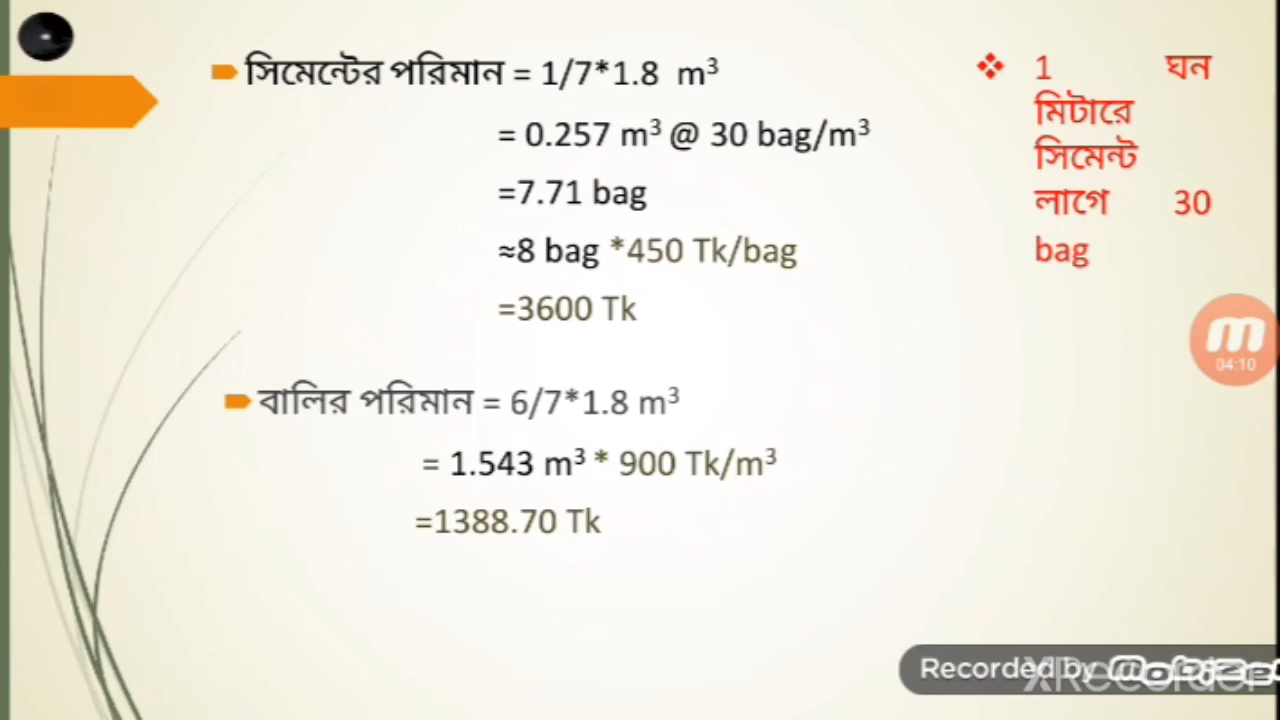 সিমেন্টের পরিমান = 1/7*1.8 m³
= 0.257 m³ @ 30 bag/m³
=7.71 bag
≈8 bag *450 Tk/bag
=3600 Tk
বালির পরিমান = 6/7*1.8 m³
= 1.543 m³ * 900 Tk/m³
=1388.70 Tk
1 ঘন
মিটারে
সিমেন্ট
লাগে 30
bag
04:10
Recorded by
XRecorder